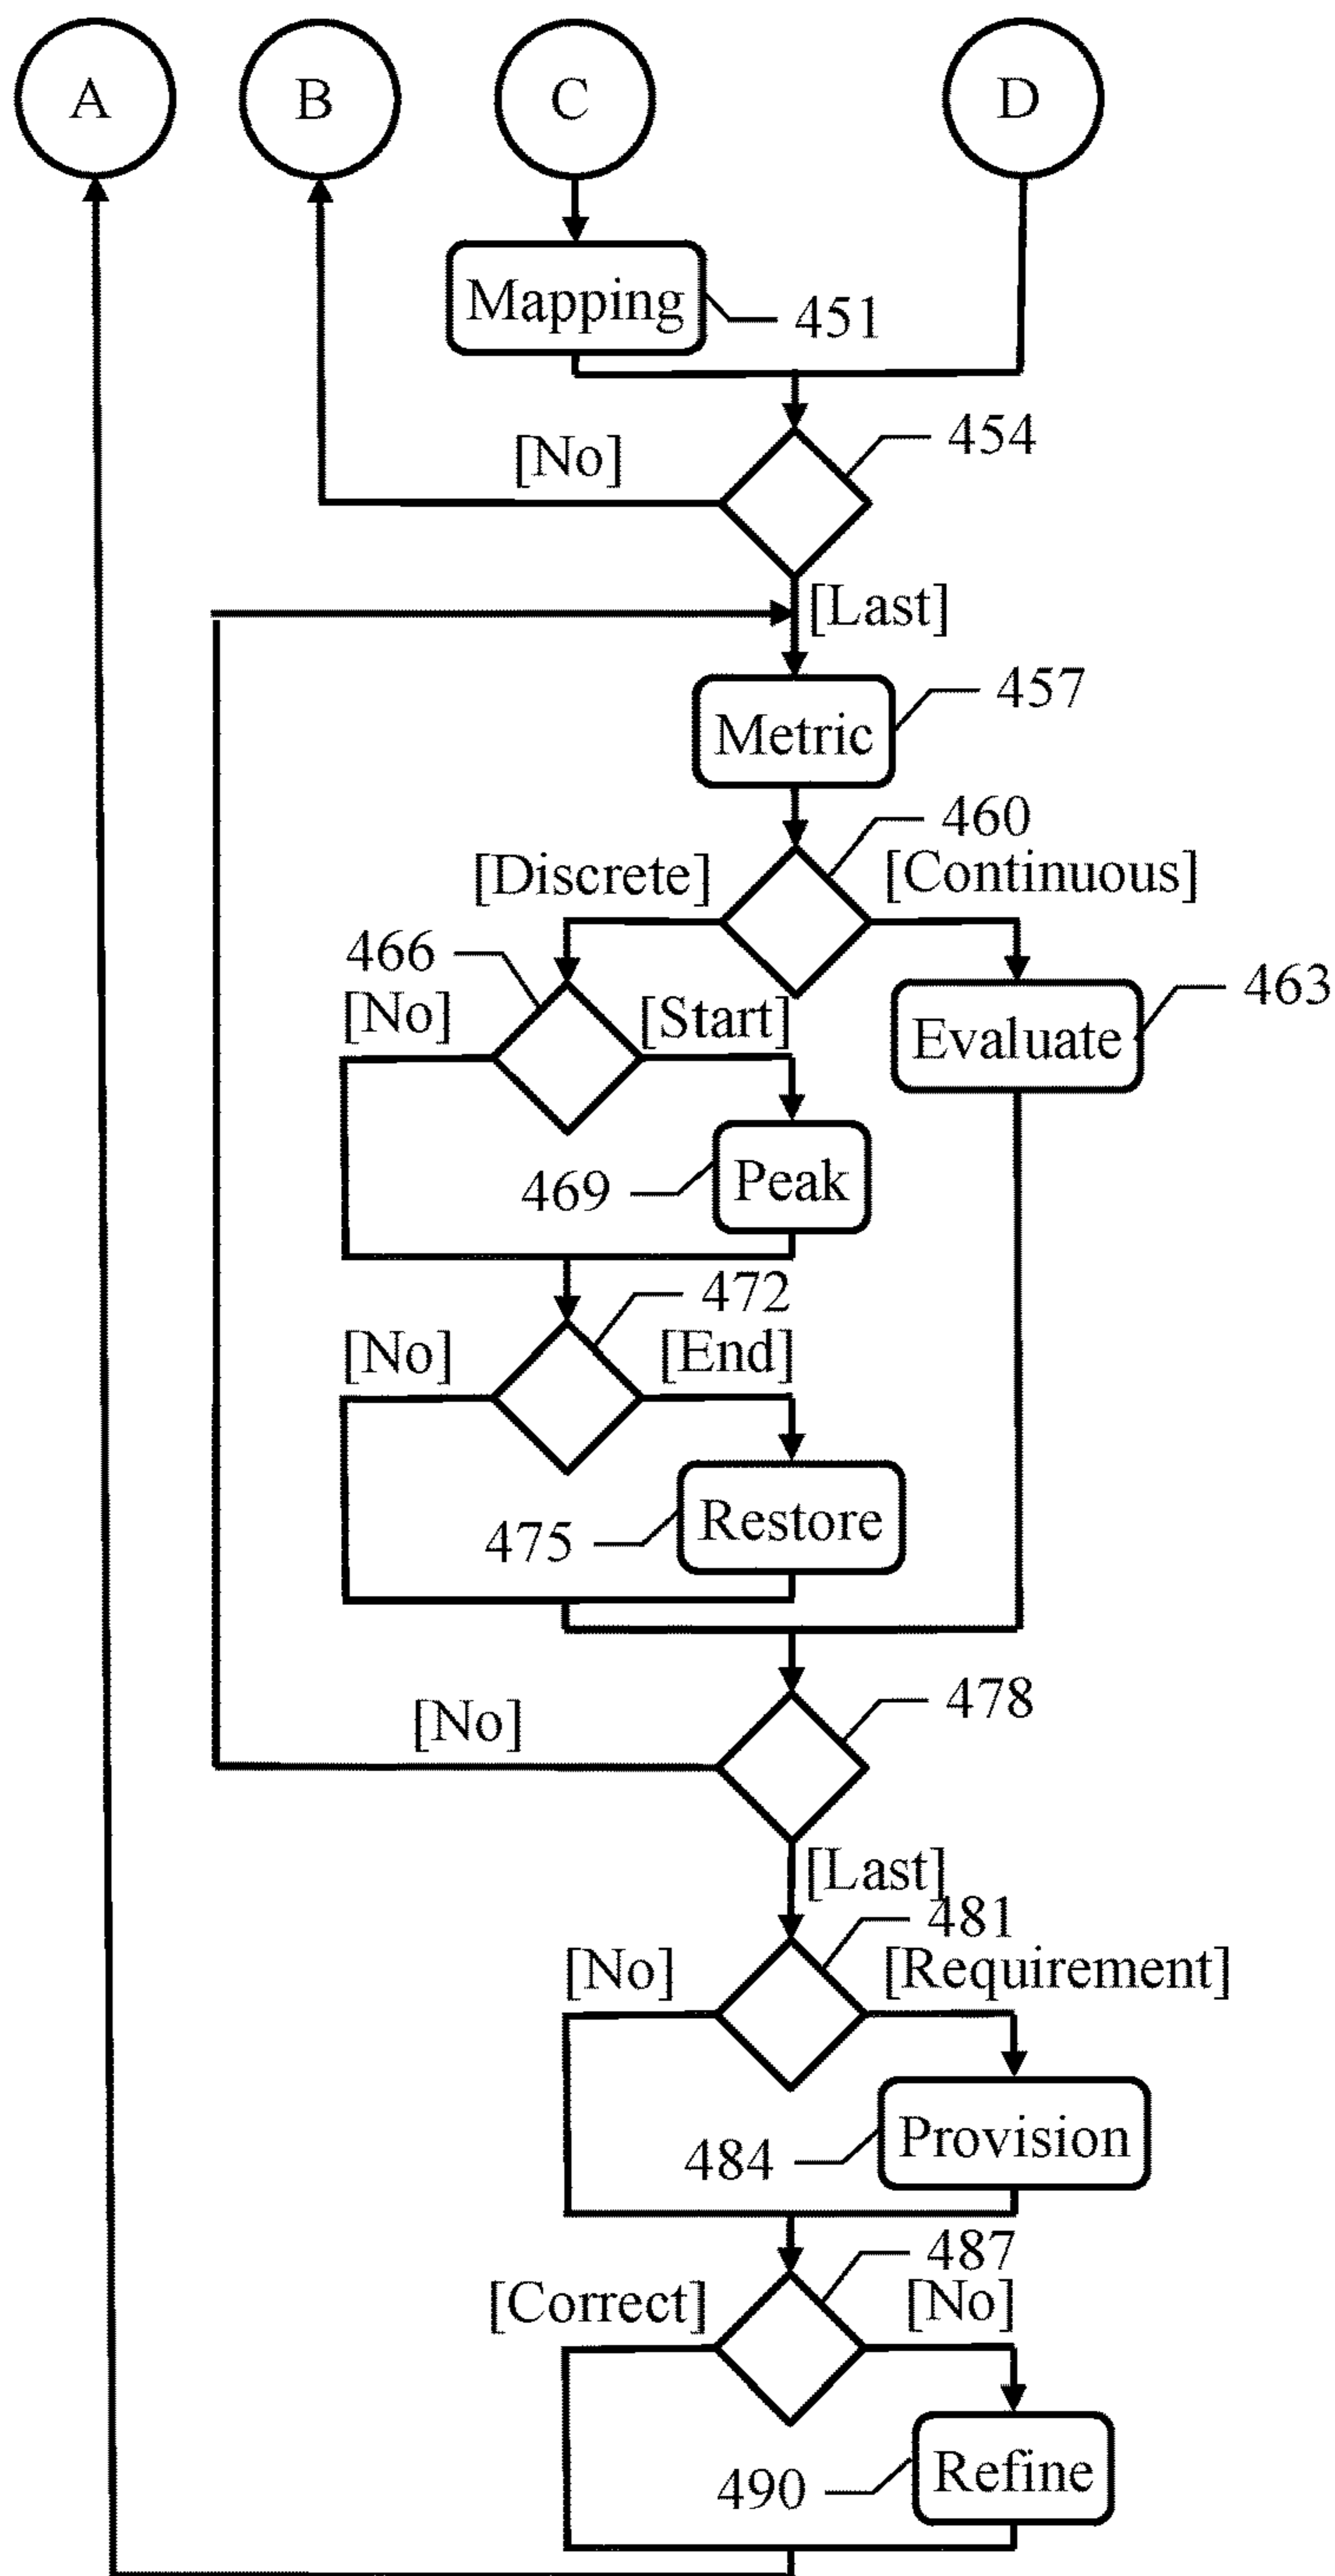 A
B
C
D
Mapping
451
454
[No]
[Last]
Metric
457
460
[Discrete]
[Continuous]
466
[No]
[Start]
Evaluate
463
469
Peak
472
[No]
[End]
475
Restore
478
[No]
[Last]
481
[No]
[Requirement]
484
Provision
487
[Correct]
[No]
490
Refine